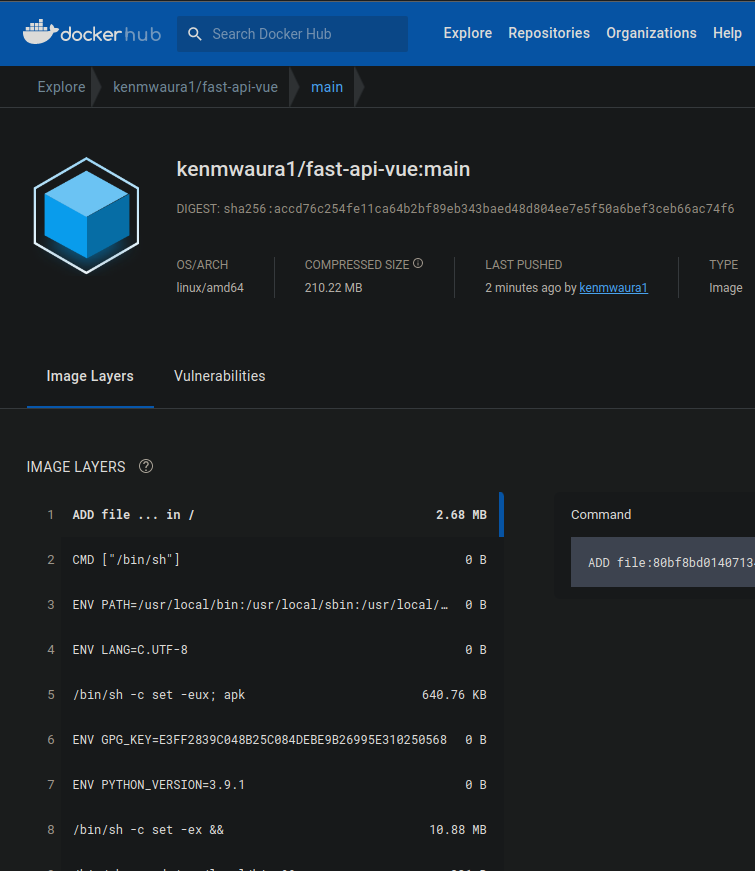 docker hub
Search Docker Hub
Explore Repositories Organizations Help
Explore kenmwaura1/fast-api-vue main
kenmwaura1/fast-api-vue:main
DIGEST: sha256:accd76c254fe11ca64b2bf89eb343baed48d804ee7e5f50a6bef3ceb66ac74f6
OS/ARCH COMPRESSED SIZE LAST PUSHED TYPE
linux/amd64 210.22 MB 2 minutes ago by kenmwaura1 Image
Image Layers Vulnerabilities
IMAGE LAYERS
Command
1 ADD file ... in / 2.68 MB
ADD file:80bf8bd0140713
2 CMD ["/bin/sh"] 0 B
3 ENV PATH=/usr/local/bin:/usr/local/sbin:/usr/local/… 0 B
4 ENV LANG=C.UTF-8 0 B
5 /bin/sh -c set -eux; apk 640.76 KB
6 ENV GPG_KEY=E3FF2839C048B25C084DEBE9B26995E310250568 0 B
7 ENV PYTHON_VERSION=3.9.1 0 B
8 /bin/sh -c set -ex && 10.88 MB